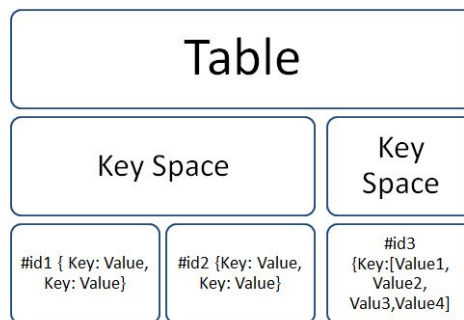 Table
Key Space
Key
Space
#id1 { Key: Value,
Key: Value}
#id2 {Key: Value,
Key: Value}
#id3
{Key:[Value1,
Value2,
Valu3,Value4]